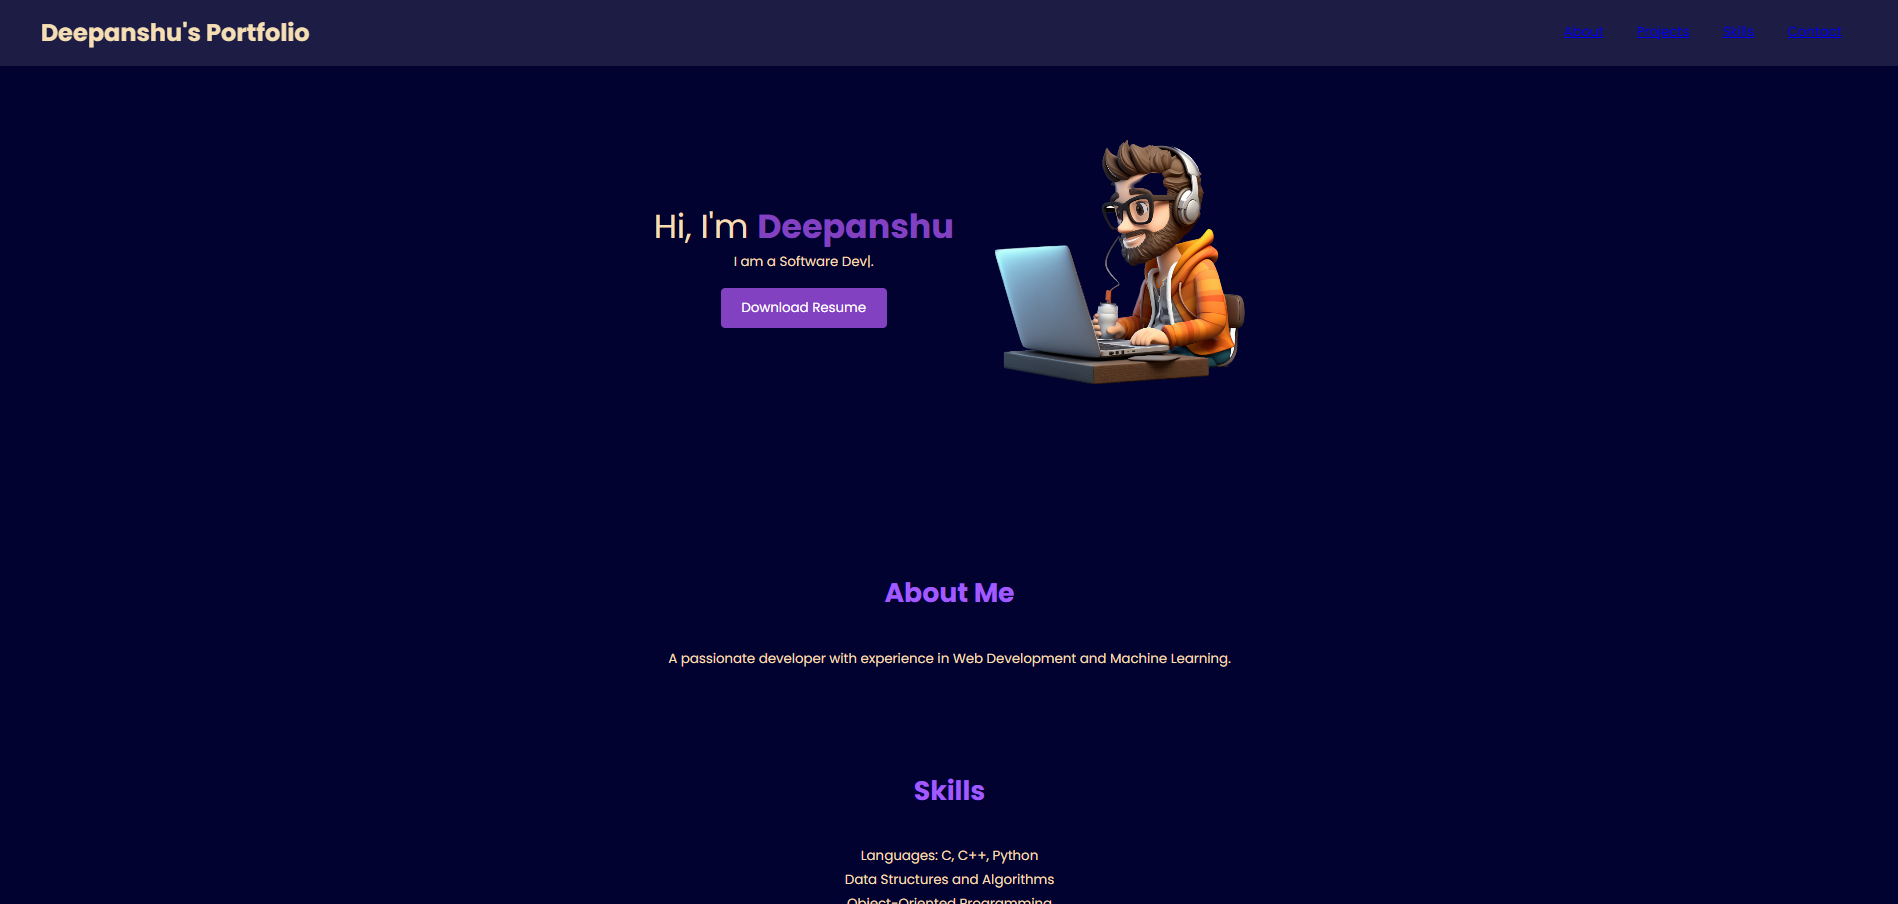 Deepanshu's Portfolio
About Projects Skills Contact
Hi, I'm Deepanshu
I am a Software Dev|.
Download Resume
About Me
A passionate developer with experience in Web Development and Machine Learning.
Skills
Languages: C, C++, Python
Data Structures and Algorithms
Object-Oriented Programming